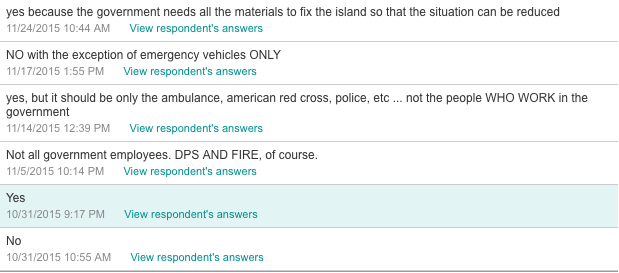 yes because the government needs all the materials to fix the island so that the situation can be reduced
11/24/2015 10:44 AM View respondent's answers
NO with the exception of emergency vehicles ONLY
11/17/2015 1:55 PM View respondent's answers
yes, but it should be only the ambulance, american red cross, police, etc ... not the people WHO WORK in the
government
11/14/2015 12:39 PM View respondent's answers
Not all government employees. DPS AND FIRE, of course.
11/5/2015 10:14 PM View respondent's answers
Yes
10/31/2015 9:17 PM View respondent's answers
No
10/31/2015 10:55 AM View respondent's answers